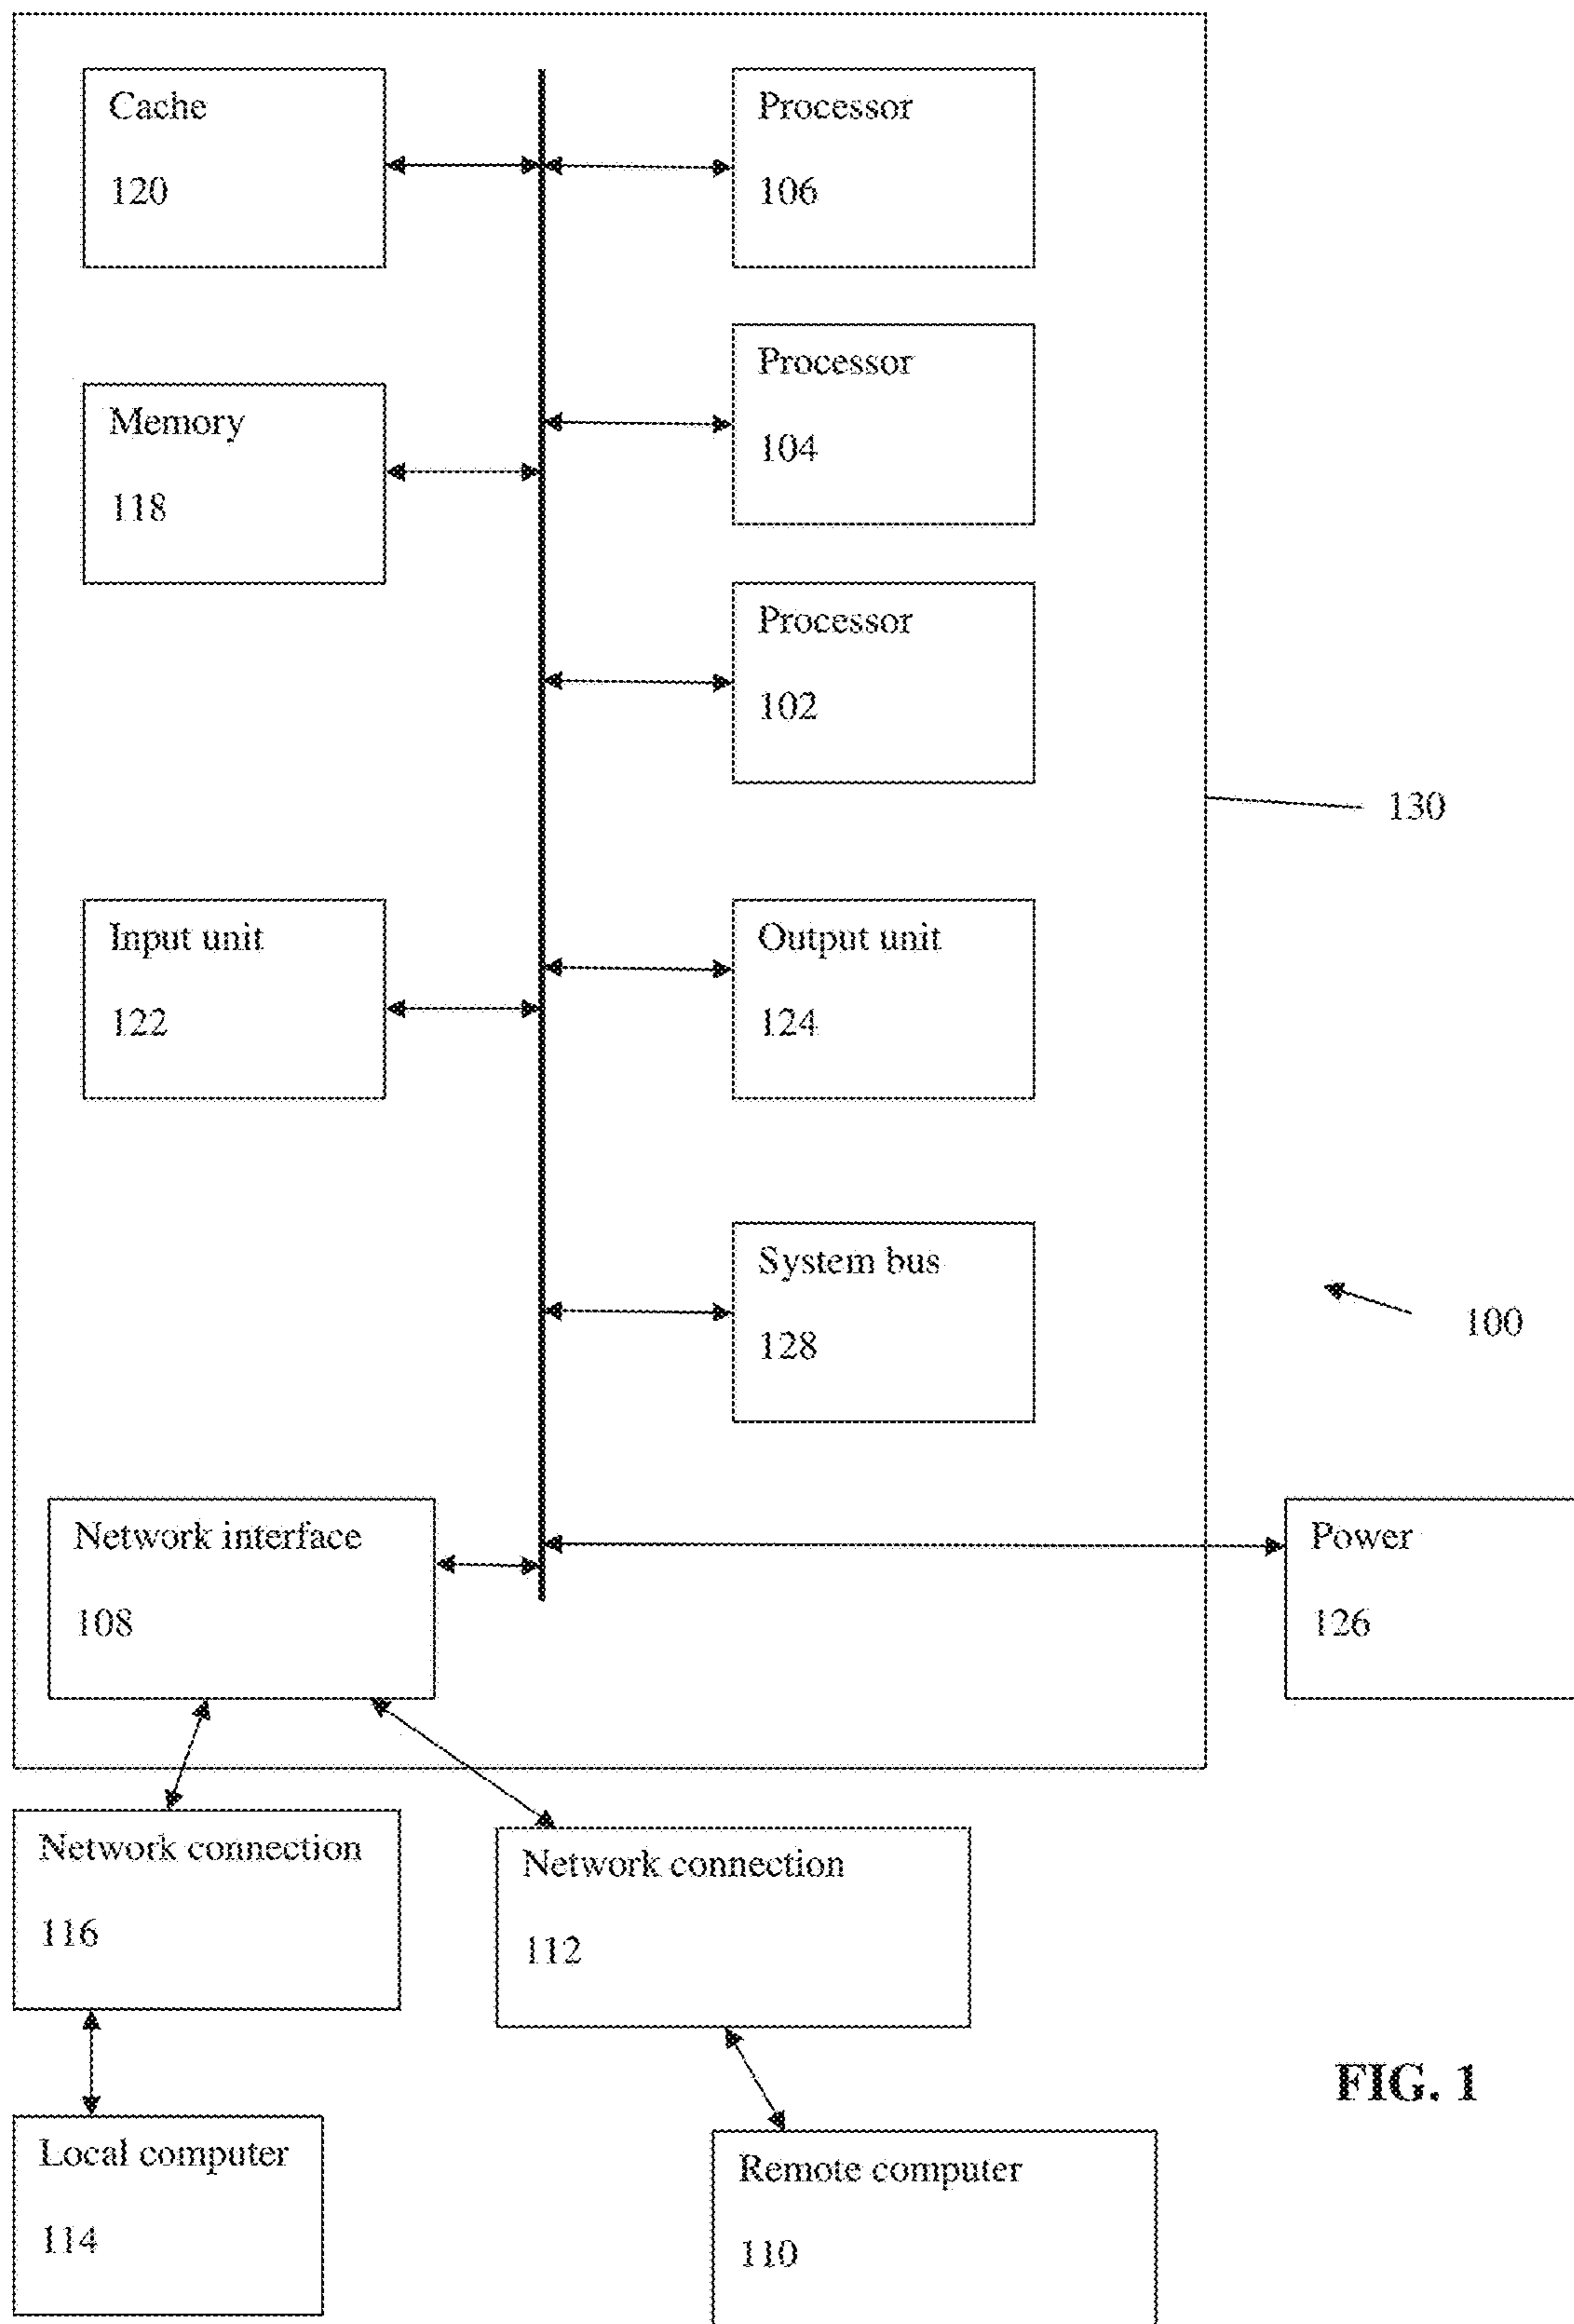 Cache
120
Processor
106
Processor
104
Memory
118
Processor
102
130
Input unit
122
Output unit
124
System bus
128
100
Network interface
108
Power
126
Network connection
116
Network connection
112
FIG. 1
Local computer
114
Remote computer
110